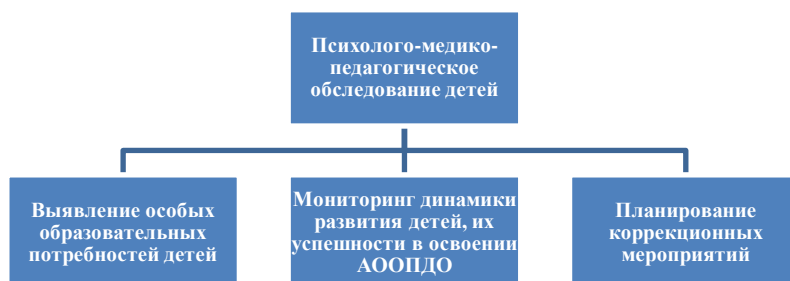 Психолого-медико-
педагогическое
обследование детей
Выявление особых
образовательных
потребностей детей
Мониторинг динамики
развития детей, их
успешности в освоении
АООПДО
Планирование
коррекционных
мероприятий